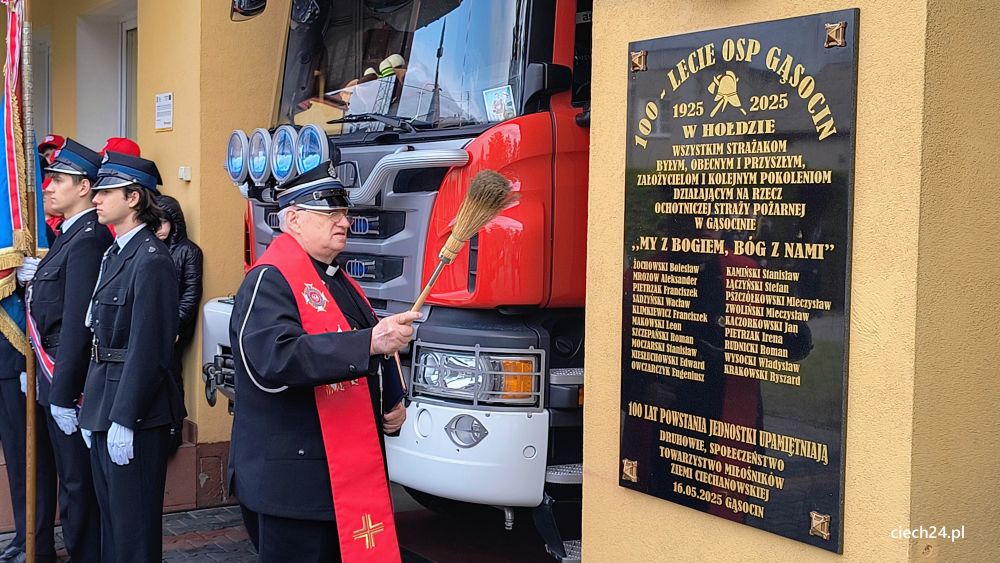 100 - LECIE OSP GĄSOCIN
1925 2025
W HOŁDZIE
WSZYSTKIM STRAŻAKOM
BYŁYM, OBECNYM I PRZYSZŁYM,
ZAŁOŻYCIELOM I KOLEJNYM POKOLENIOM
DZIAŁAJĄCYM NA RZECZ
OCHOTNICZEJ STRAŻY POŻARNEJ
W GĄSOCINIE
„MY Z BOGIEM, BÓG Z NAMI”
ŻOCHOWSKI Bolesław
MROZOW Aleksander
PIETRZAK Franciszek
SADZYŃSKI Wacław
KLIMKIEWICZ Franciszek
MAKOWSKI Leon
SZCZEPAŃSKI Roman
MOCZARSKI Stanisław
NIESŁUCHOWSKI Edward
OWCARCZYK Eugeniusz
KAMIŃSKI Stanisław
ŁĄCZYŃSKI Stefan
PSZCZÓŁKOWSKI Mieczysław
ZWOLIŃSKI Mieczysław
KACZOROWSKI Jan
PIETRZAK Irena
RUDNICKI Roman
WYSOCKI Władysław
KRAKOWSKI Ryszard
100 LAT POWSTANIA JEDNOSTKI UPAMIĘTNIAJĄ
DRUHOWIE, SPOŁECZEŃSTWO
TOWARZYSTWO MIŁOŚNIKÓW
ZIEMI CIECHANOWSKIEJ
16.05.2025 GĄSOCIN
ciech24.pl